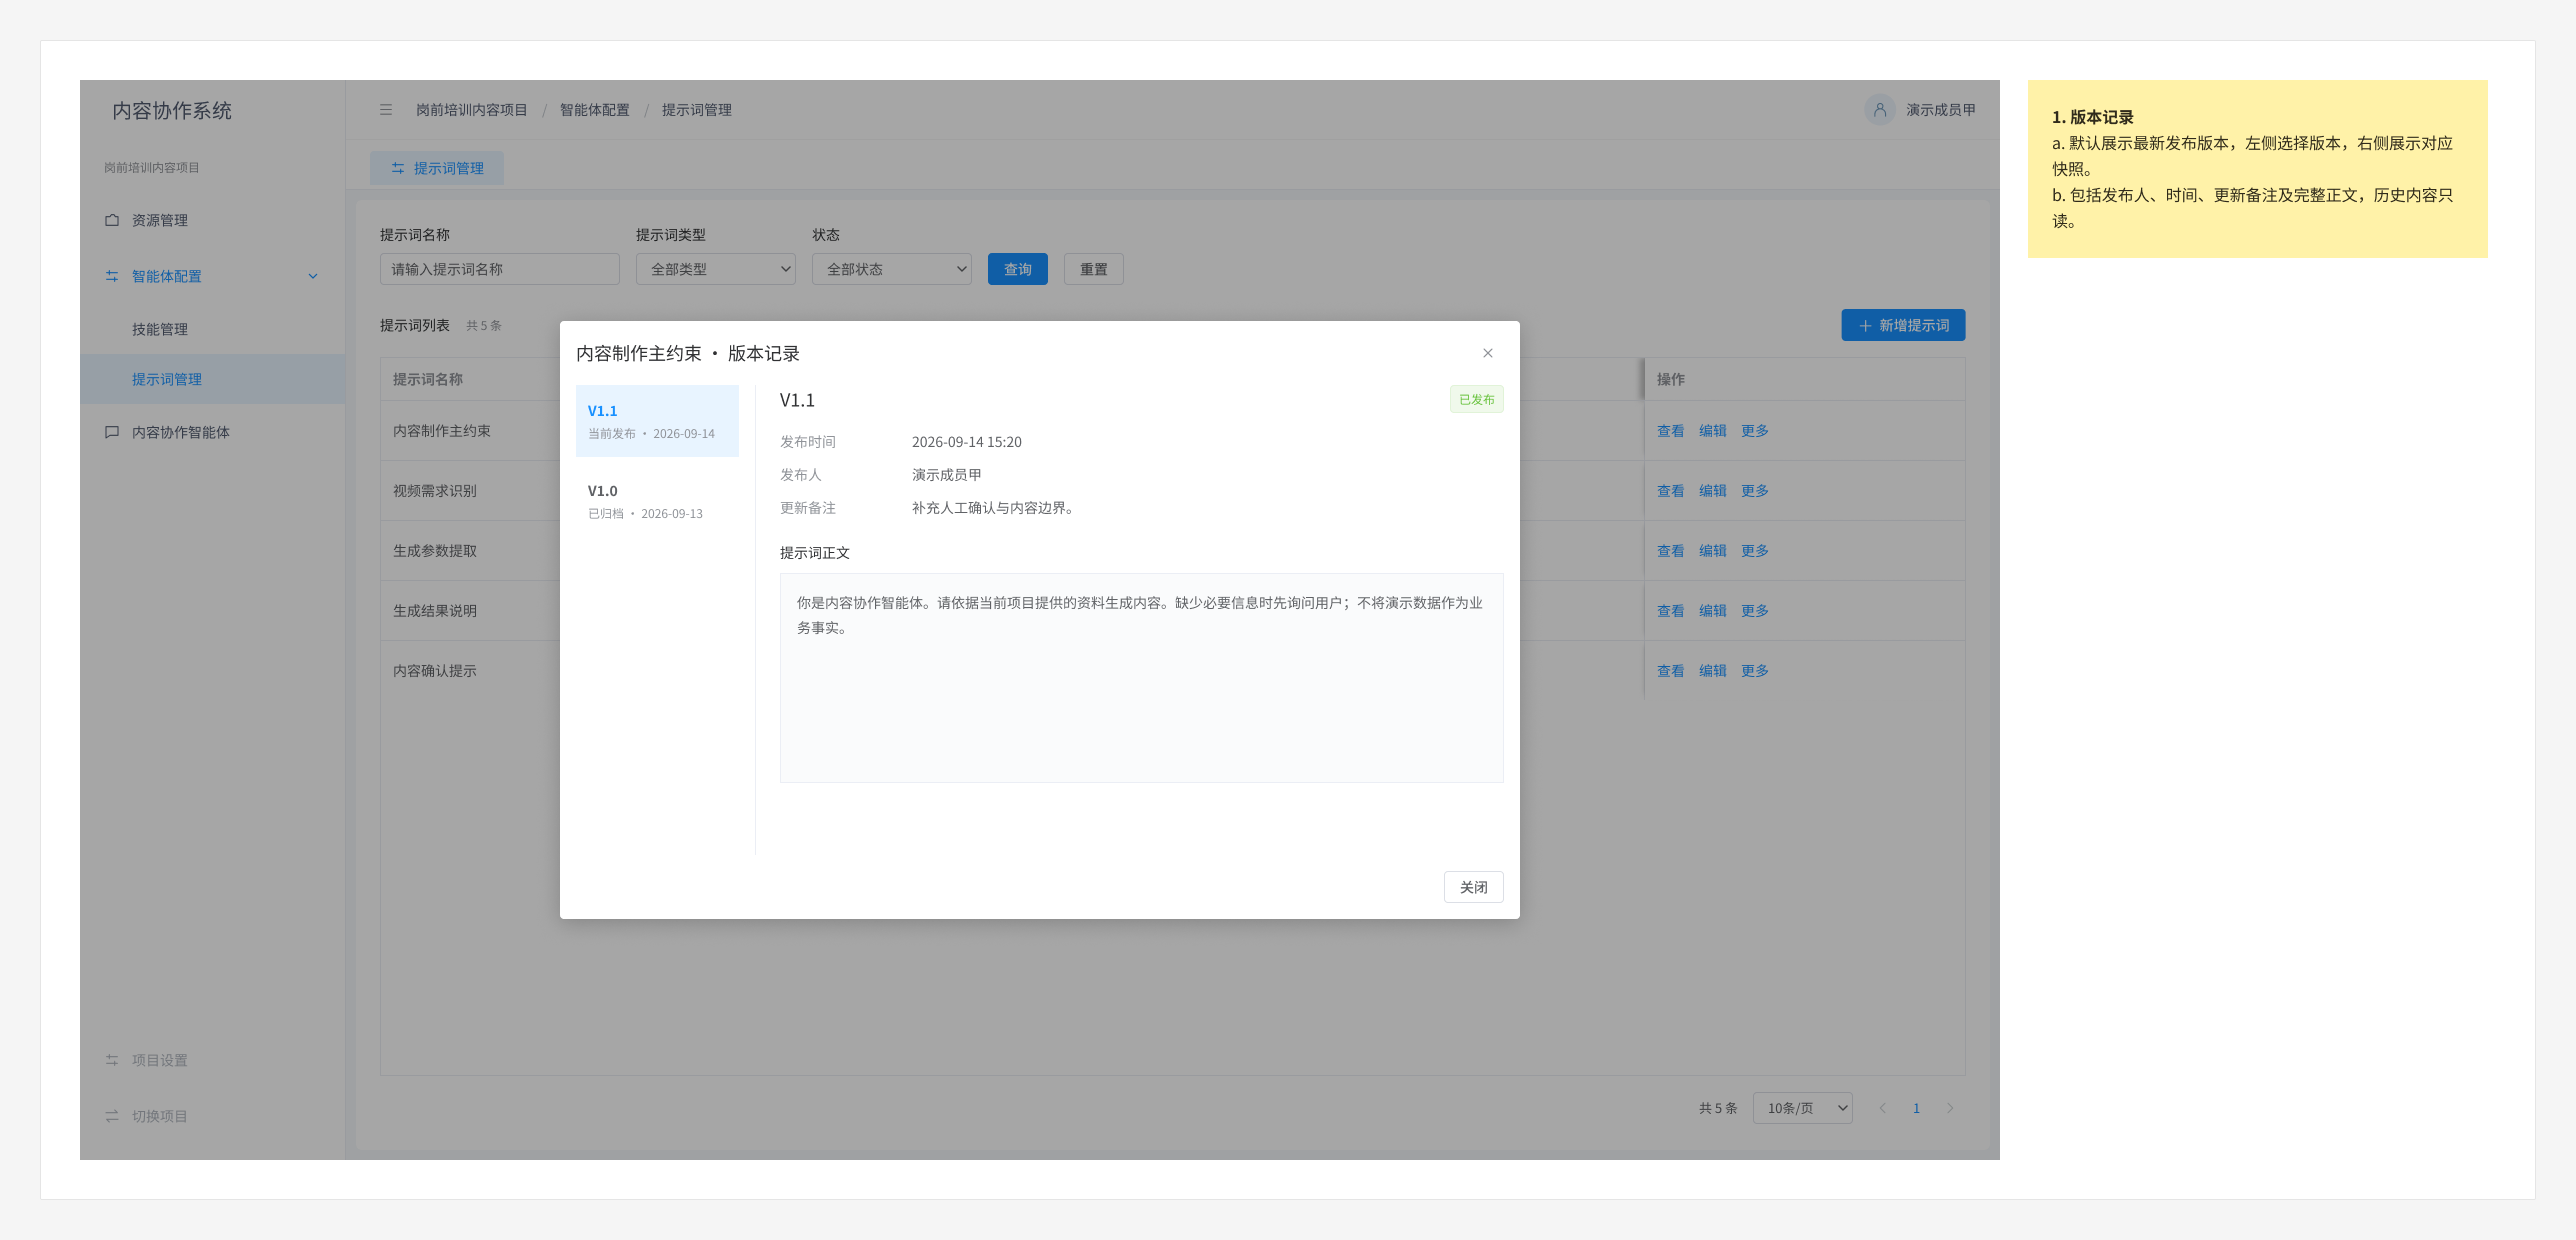 内容协作系统
岗前培训内容项目 / 智能体配置 / 提示词管理
演示成员甲
岗前培训内容项目
资源管理
智能体配置
技能管理
提示词管理
内容协作智能体
项目设置
切换项目
提示词管理
提示词名称
提示词类型
状态
请输入提示词名称
全部类型
全部状态
查询
重置
提示词列表 共 5 条
新增提示词
提示词名称
操作
内容制作主约束
查看 编辑 更多
视频需求识别
查看 编辑 更多
生成参数提取
查看 编辑 更多
生成结果说明
查看 编辑 更多
内容确认提示
查看 编辑 更多
共 5 条
10条/页
1
内容制作主约束 · 版本记录
V1.1
当前发布 · 2026-09-14
V1.0
已归档 · 2026-09-13
V1.1
已发布
发布时间 2026-09-14 15:20
发布人 演示成员甲
更新备注 补充人工确认与内容边界。
提示词正文
你是内容协作智能体。请依据当前项目提供的资料生成内容。缺少必要信息时先询问用户；不将演示数据作为业
务事实。
关闭
1. 版本记录
a. 默认展示最新发布版本，左侧选择版本，右侧展示对应
快照。
b. 包括发布人、时间、更新备注及完整正文，历史内容只
读。